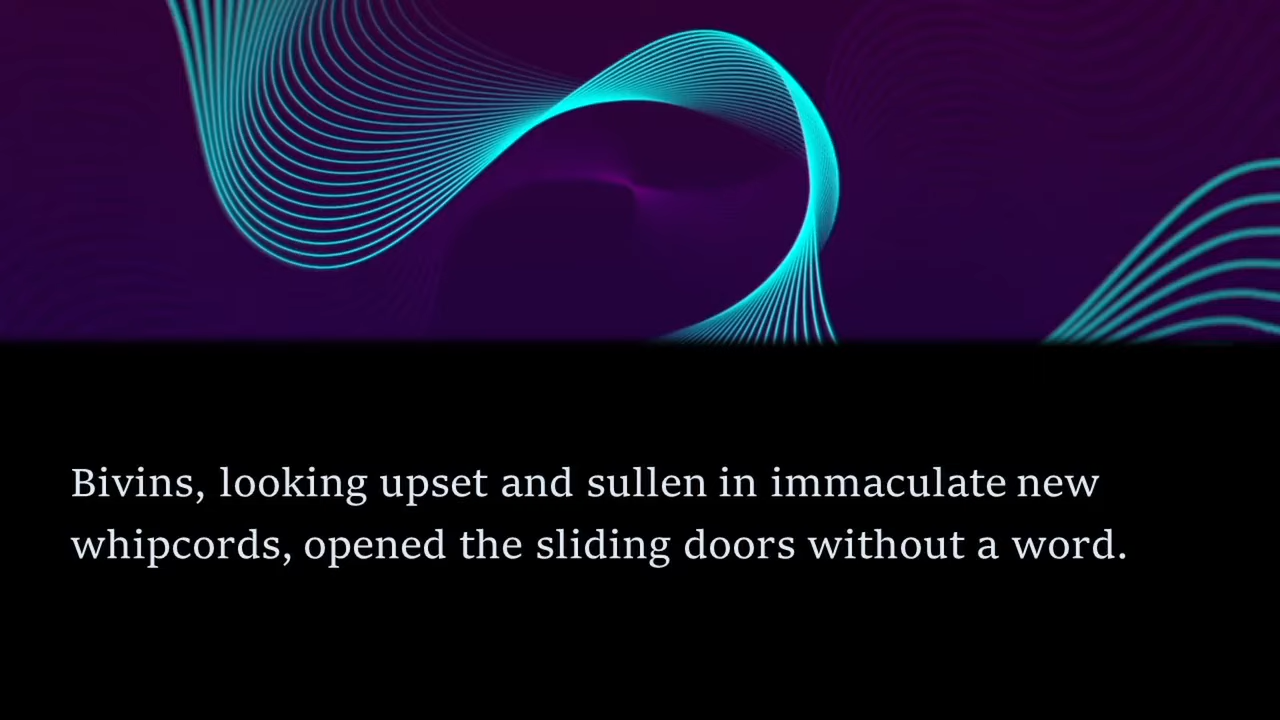 Bivins, looking upset and sullen in immaculate new
whipcords, opened the sliding doors without a word.